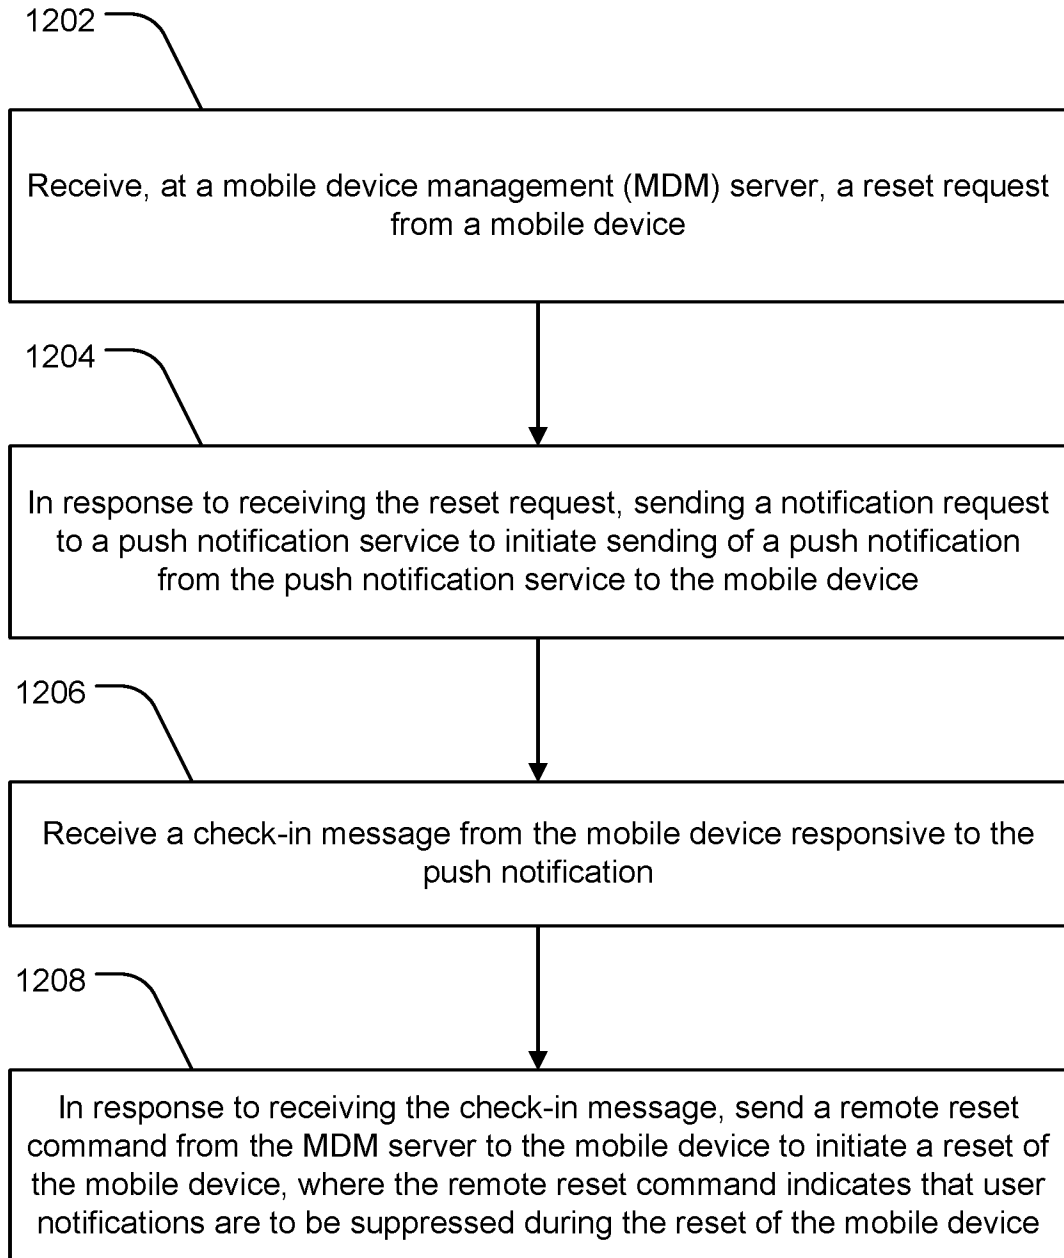 1202
Receive, at a mobile device management (MDM) server, a reset request
from a mobile device
1204
In response to receiving the reset request, sending a notification request
to a push notification service to initiate sending of a push notification
from the push notification service to the mobile device
1206
Receive a check-in message from the mobile device responsive to the
push notification
1208
In response to receiving the check-in message, send a remote reset
command from the MDM server to the mobile device to initiate a reset of
the mobile device, where the remote reset command indicates that user
notifications are to be suppressed during the reset of the mobile device